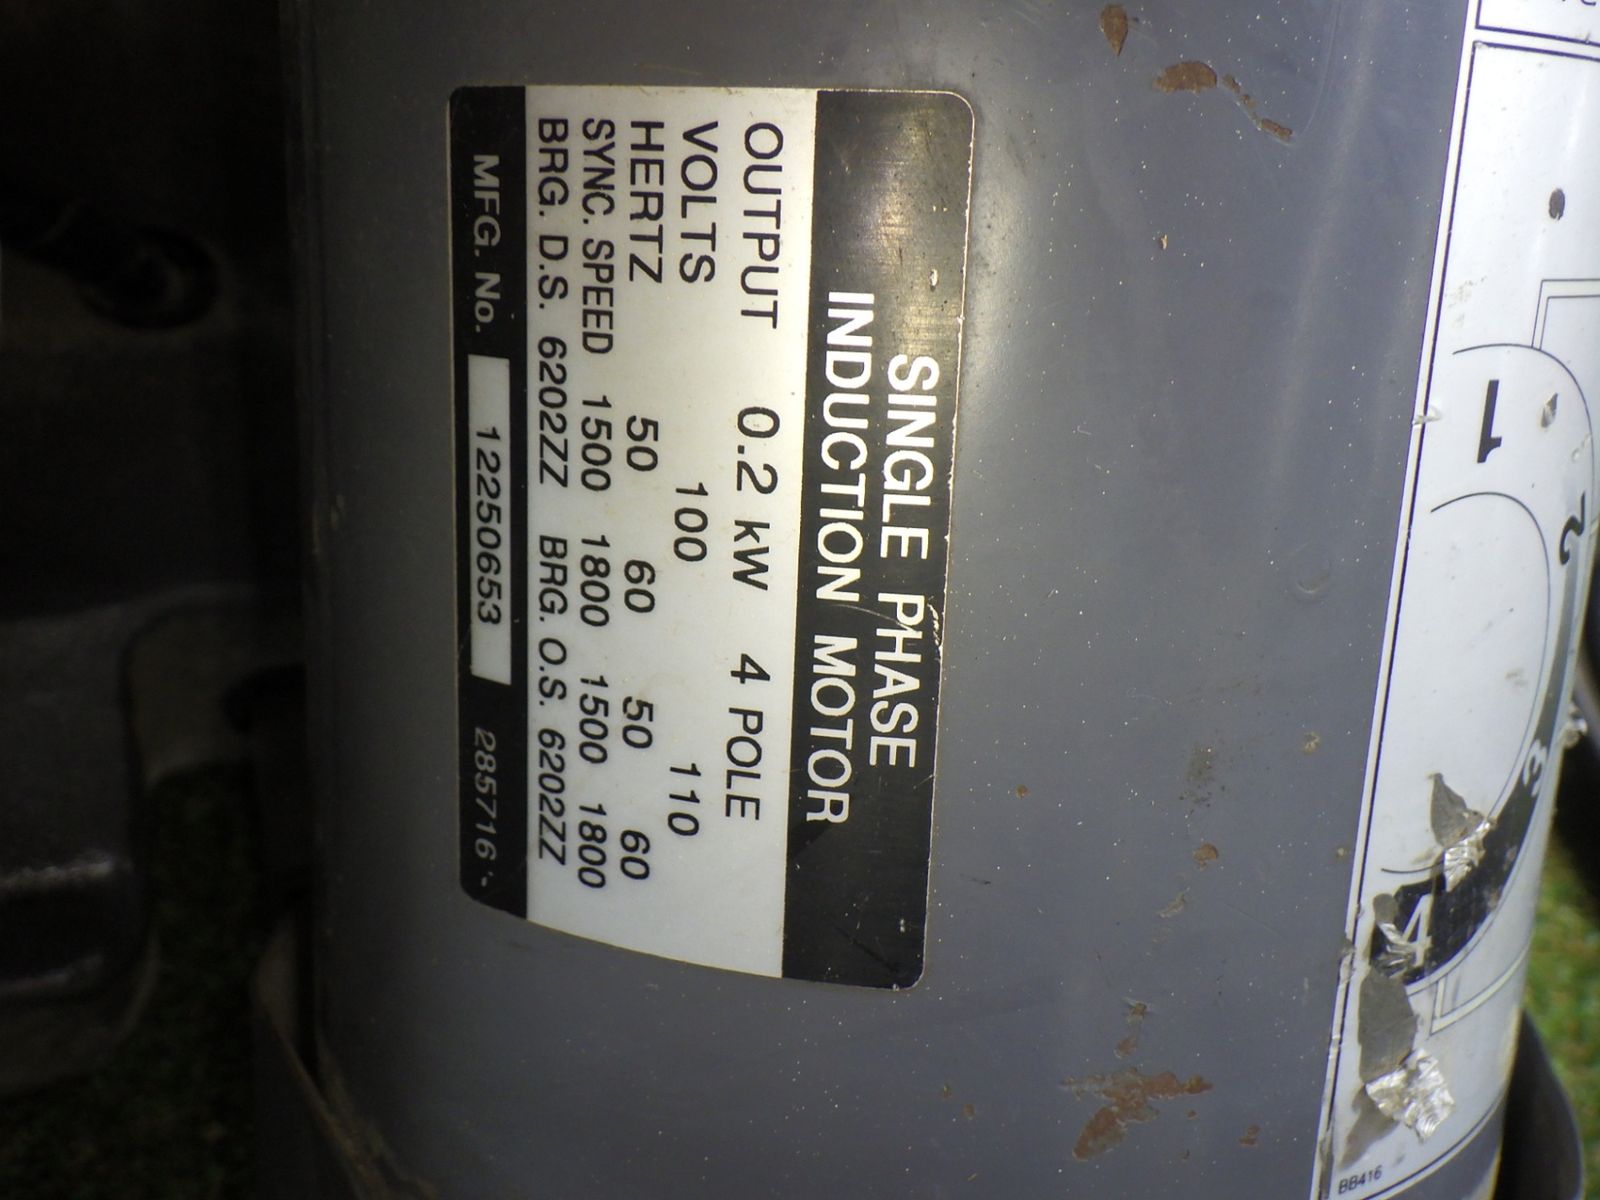 SINGLE PHASE
INDUCTION MOTOR
OUTPUT 0.2 kW 4 POLE
VOLTS 100 110
HERTZ 50 60 50 60
SYNC. SPEED 1500 1800 1500 1800
BRG. D.S. 6202ZZ BRG. O.S. 6202ZZ
MFG. No. 12250653 285716
1
2
3
4
BB416